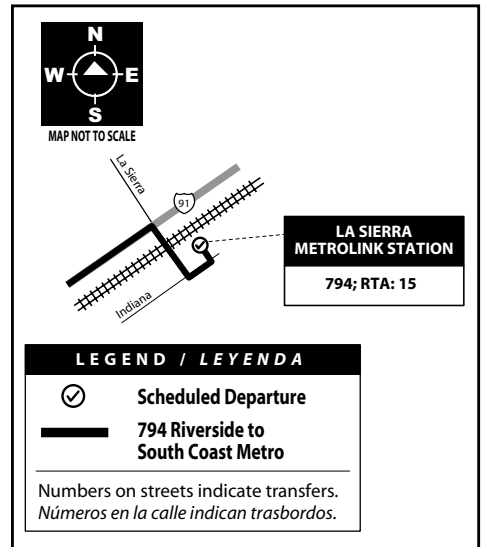 N
W E
S
MAP NOT TO SCALE
La Sierra
91
LA SIERRA
METROLINK STATION
794; RTA: 15
Indiana
LEGEND / LEYENDA
Scheduled Departure
794 Riverside to
South Coast Metro
Numbers on streets indicate transfers.
Números en la calle indican trasbordos.